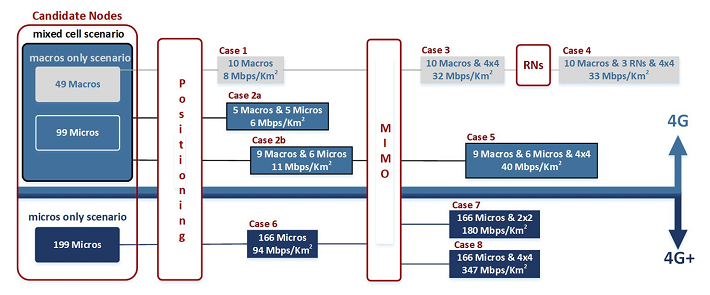 Candidate Nodes
mixed cell scenario
macros only scenario
49 Macros
99 Micros
micros only scenario
199 Micros
Positioning
Case 1
10 Macros
8 Mbps/Km²
Case 2a
5 Macros & 5 Micros
6 Mbps/Km²
Case 2b
9 Macros & 6 Micros
11 Mbps/Km²
Case 6
166 Micros
94 Mbps/Km²
MIMO
Case 3
10 Macros & 4x4
32 Mbps/Km²
RNs
Case 4
10 Macros & 3 RNs & 4x4
33 Mbps/Km²
Case 5
9 Macros & 6 Micros & 4x4
40 Mbps/Km²
Case 7
166 Micros & 2x2
180 Mbps/Km²
Case 8
166 Micros & 4x4
347 Mbps/Km²
4G
4G+